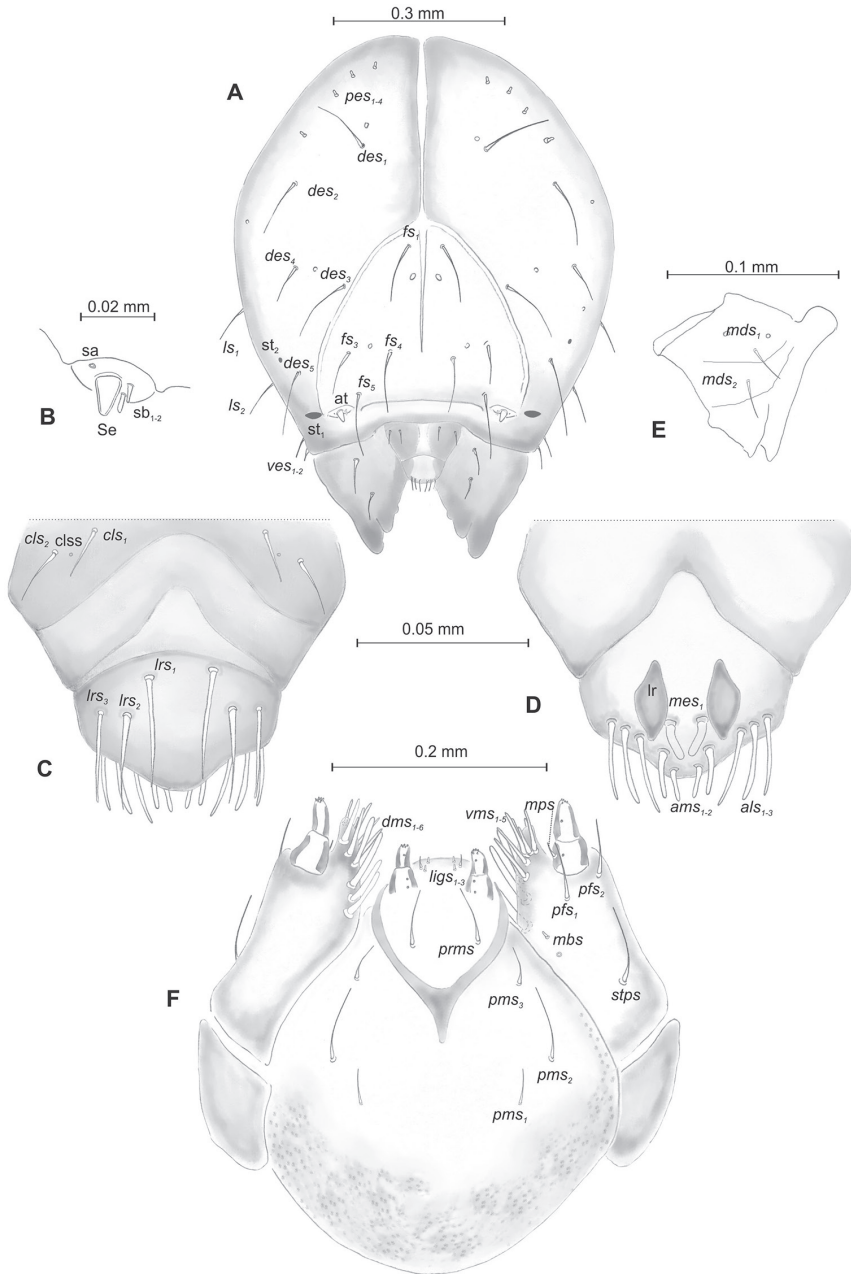 0.3 mm
A
pes1-4
des1
des2
fs1
des4
des3
0.1 mm
0.02 mm
ls1
st2
fs3
fs4
mds1
sa
des5
mds2
B
sb1-2
ls2
at
fs5
E
Se
st1
ves1-2
cls2
clss
cls1
0.05 mm
lrs1
lr
mes1
lrs3
lrs2
D
C
0.2 mm
ams1-2
als1-3
dms1-6
vms1-5
mps
ligs1-3
pfs2
pfs1
prms
mbs
F
pms3
stps
pms2
pms1